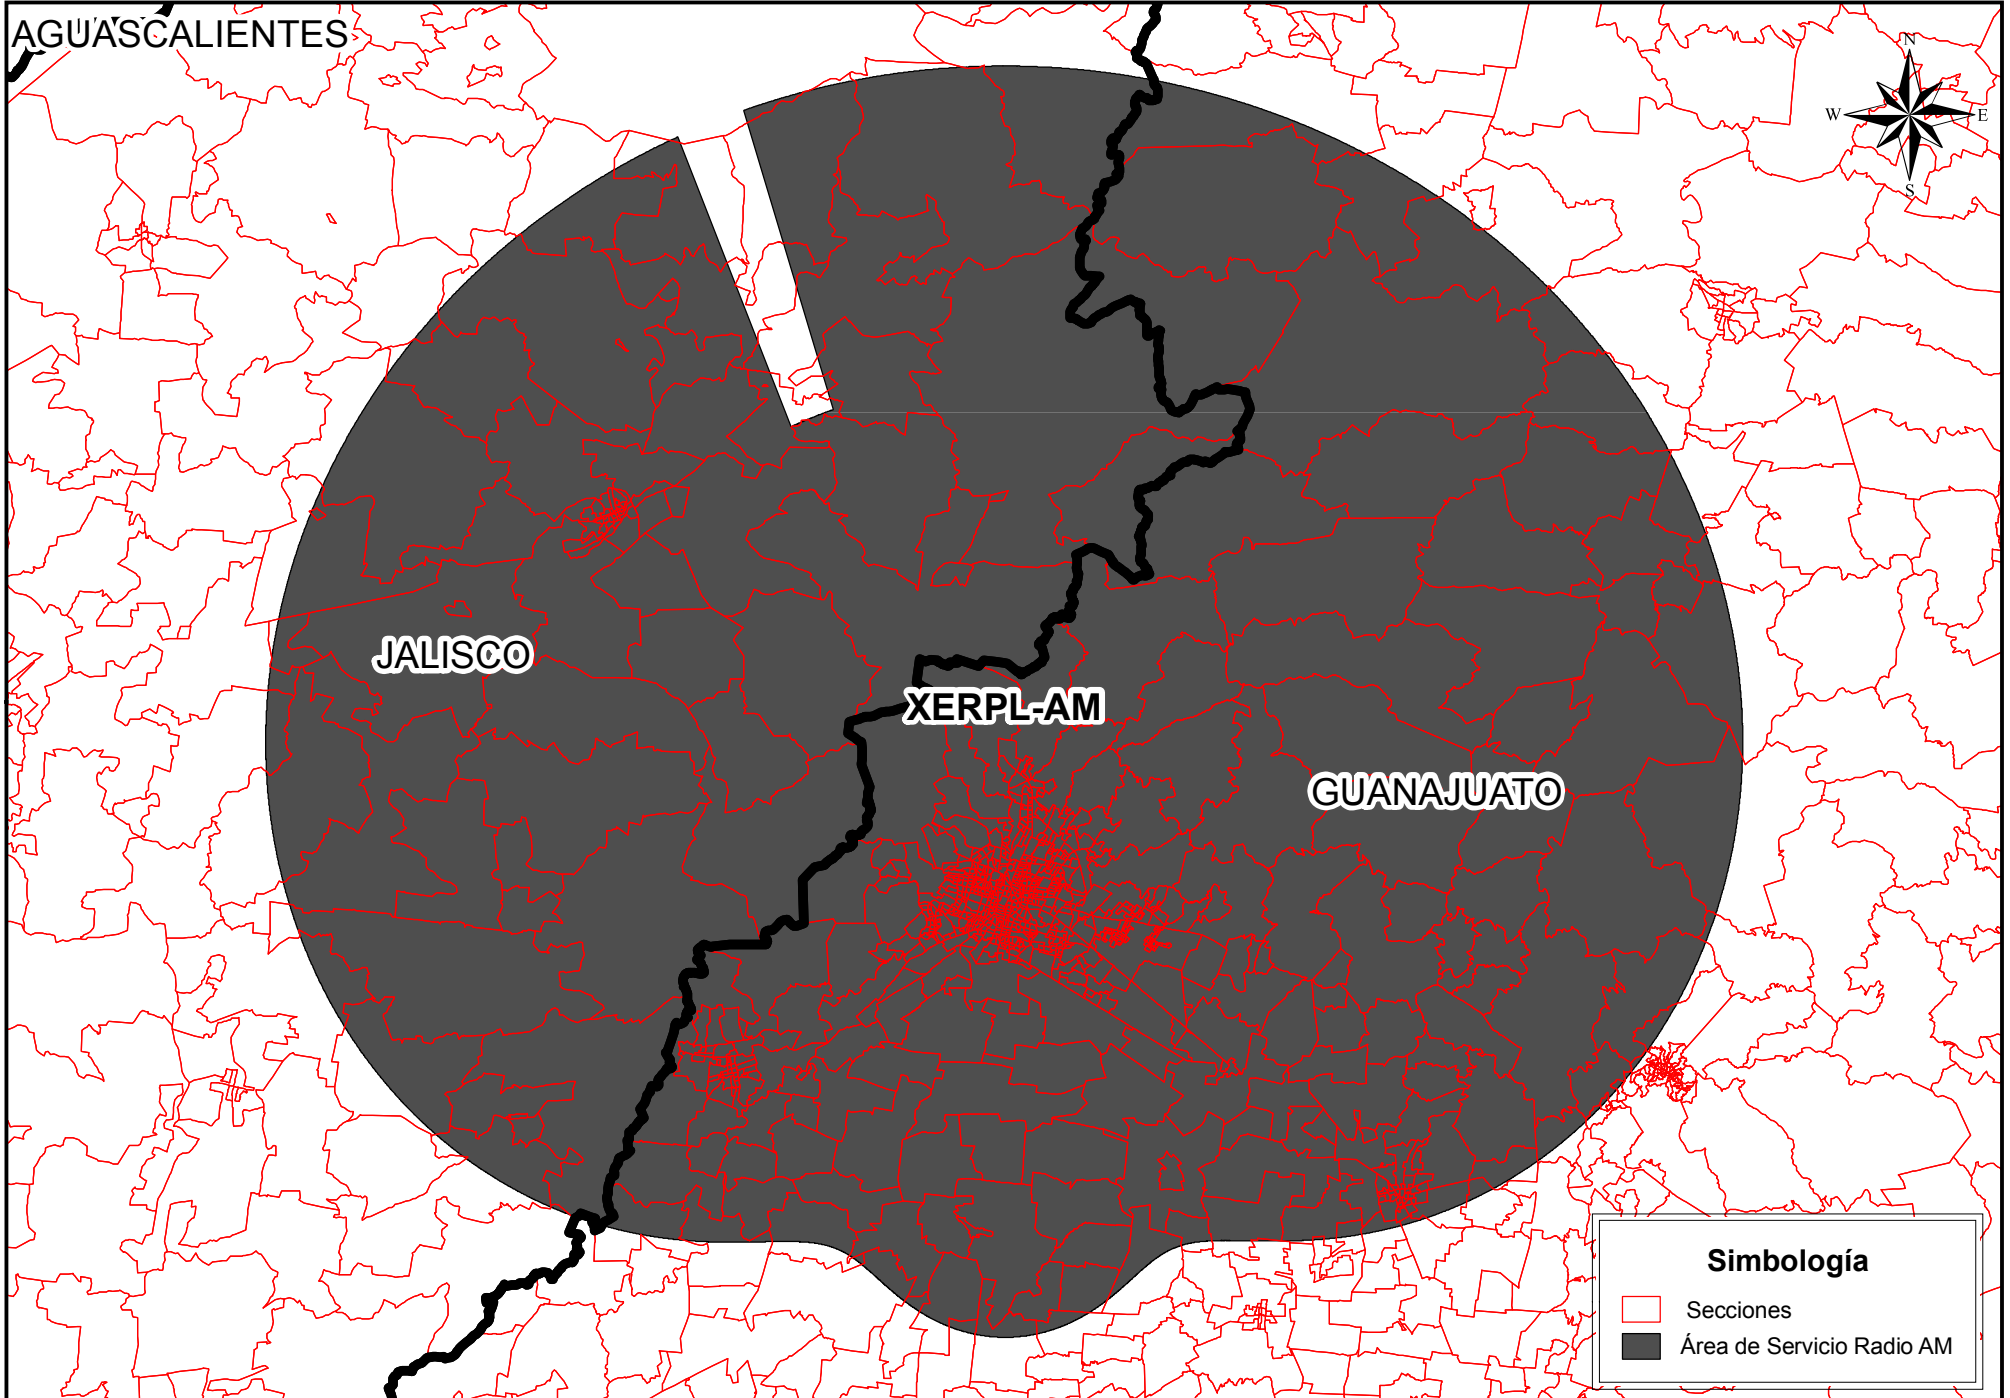 AGUASCALIENTES
N
W
E
S
JALISCO
XERPL-AM
GUANAJUATO
Simbología
Secciones
Área de Servicio Radio AM